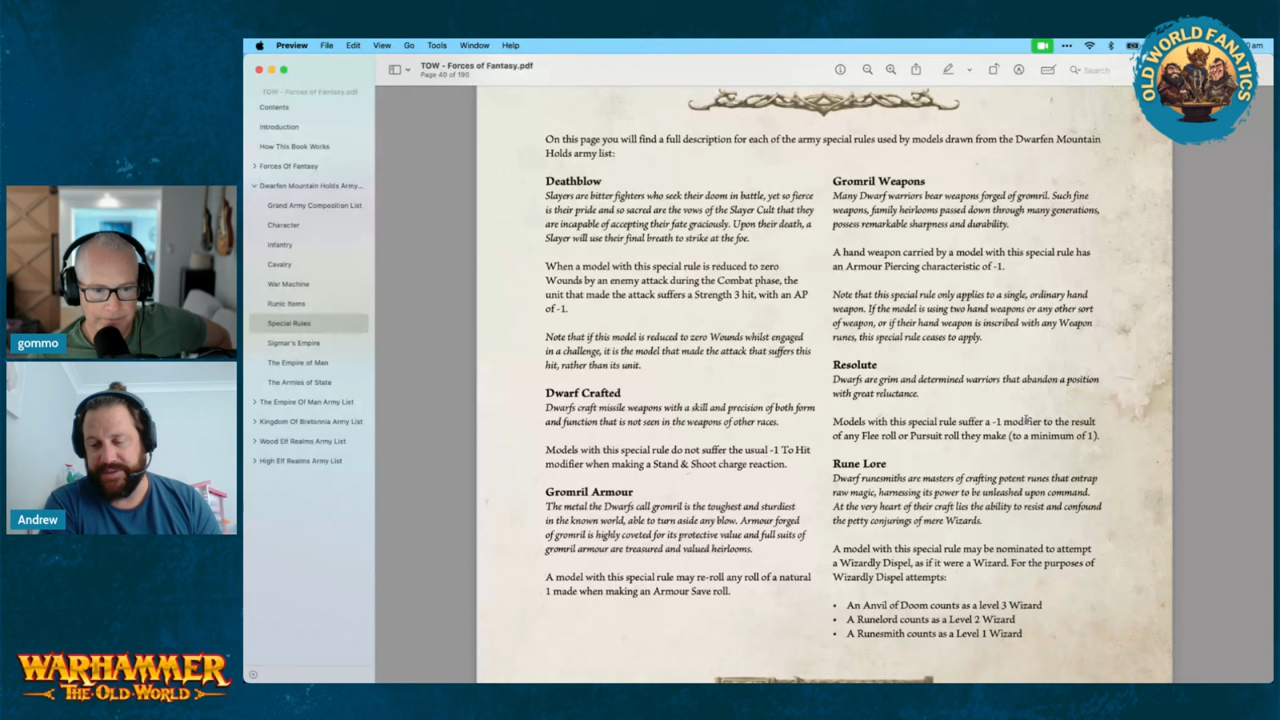 Preview File Edit View Go Tools Window Help
TOW - Forces of Fantasy.pdf
Page 40 of 196
Search
am
OLD WORLD FANATICS
TOW - Forces of Fantasy.pdf
Contents
Introduction
How This Book Works
Forces Of Fantasy
Dwarfen Mountain Holds Army...
Grand Army Composition List
Character
Infantry
Cavalry
War Machine
Runic Items
Special Rules
Sigmar's Empire
The Empire of Man
The Armies of State
The Empire Of Man Army List
Kingdom Of Bretonnia Army List
Wood Elf Realms Army List
High Elf Realms Army List
gommo
Andrew
WARHAMMER
THE OLD WORLD
On this page you will find a full description for each of the army special rules used by models drawn from the Dwarfen Mountain
Holds army list:
Deathblow
Slayers are bitter fighters who seek their doom in battle, yet so fierce
is their pride and so sacred are the vows of the Slayer Cult that they
are incapable of accepting their fate graciously. Upon their death, a
Slayer will use their final breath to strike at the foe.
When a model with this special rule is reduced to zero
Wounds by an enemy attack during the Combat phase, the
unit that made the attack suffers a Strength 3 hit, with an AP
of -1.
Note that if this model is reduced to zero Wounds whilst engaged
in a challenge, it is the model that made the attack that suffers this
hit, rather than its unit.
Dwarf Crafted
Dwarfs craft missile weapons with a skill and precision of both form
and function that is not seen in the weapons of other races.
Models with this special rule do not suffer the usual -1 To Hit
modifier when making a Stand & Shoot charge reaction.
Gromril Armour
The metal the Dwarfs call gromril is the toughest and sturdiest
in the known world, able to turn aside any blow. Armour forged
of gromril is highly coveted for its protective value and full suits of
gromril armour are treasured and valued heirlooms.
A model with this special rule may re-roll any roll of a natural
1 made when making an Armour Save roll.
Gromril Weapons
Many Dwarf warriors bear weapons forged of gromril. Such fine
weapons, family heirlooms passed down through many generations,
possess remarkable sharpness and durability.
A hand weapon carried by a model with this special rule has
an Armour Piercing characteristic of -1.
Note that this special rule only applies to a single, ordinary hand
weapon. If the model is using two hand weapons or any other sort
of weapon, or if their hand weapon is inscribed with any Weapon
runes, this special rule ceases to apply.
Resolute
Dwarfs are grim and determined warriors that abandon a position
with great reluctance.
Models with this special rule suffer a -1 modifier to the result
of any Flee roll or Pursuit roll they make (to a minimum of 1).
Rune Lore
Dwarf runesmiths are masters of crafting potent runes that entrap
raw magic, harnessing its power to be unleashed upon command.
At the very heart of their craft lies the ability to resist and confound
the petty conjurings of mere Wizards.
A model with this special rule may be nominated to attempt
a Wizardly Dispel, as if it were a Wizard. For the purposes of
Wizardly Dispel attempts:
• An Anvil of Doom counts as a level 3 Wizard
• A Runelord counts as a Level 2 Wizard
• A Runesmith counts as a Level 1 Wizard